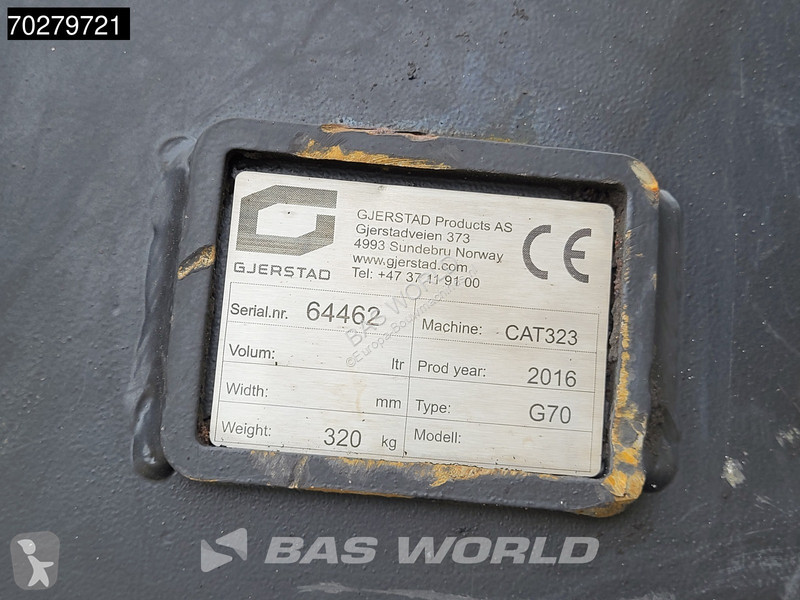 70279721
GJERSTAD
GJERSTAD Products AS
Gjerstadveien 373
4993 Sundebru Norway
www.gjerstad.com
Tel: +47 37 11 91 00
CE
Serial.nr. 64462
Machine: CAT323
Volum: ltr
Prod year: 2016
Width: mm
Type: G70
Weight: 320 kg
Modell:
BAS WORLD
BAS WORLD